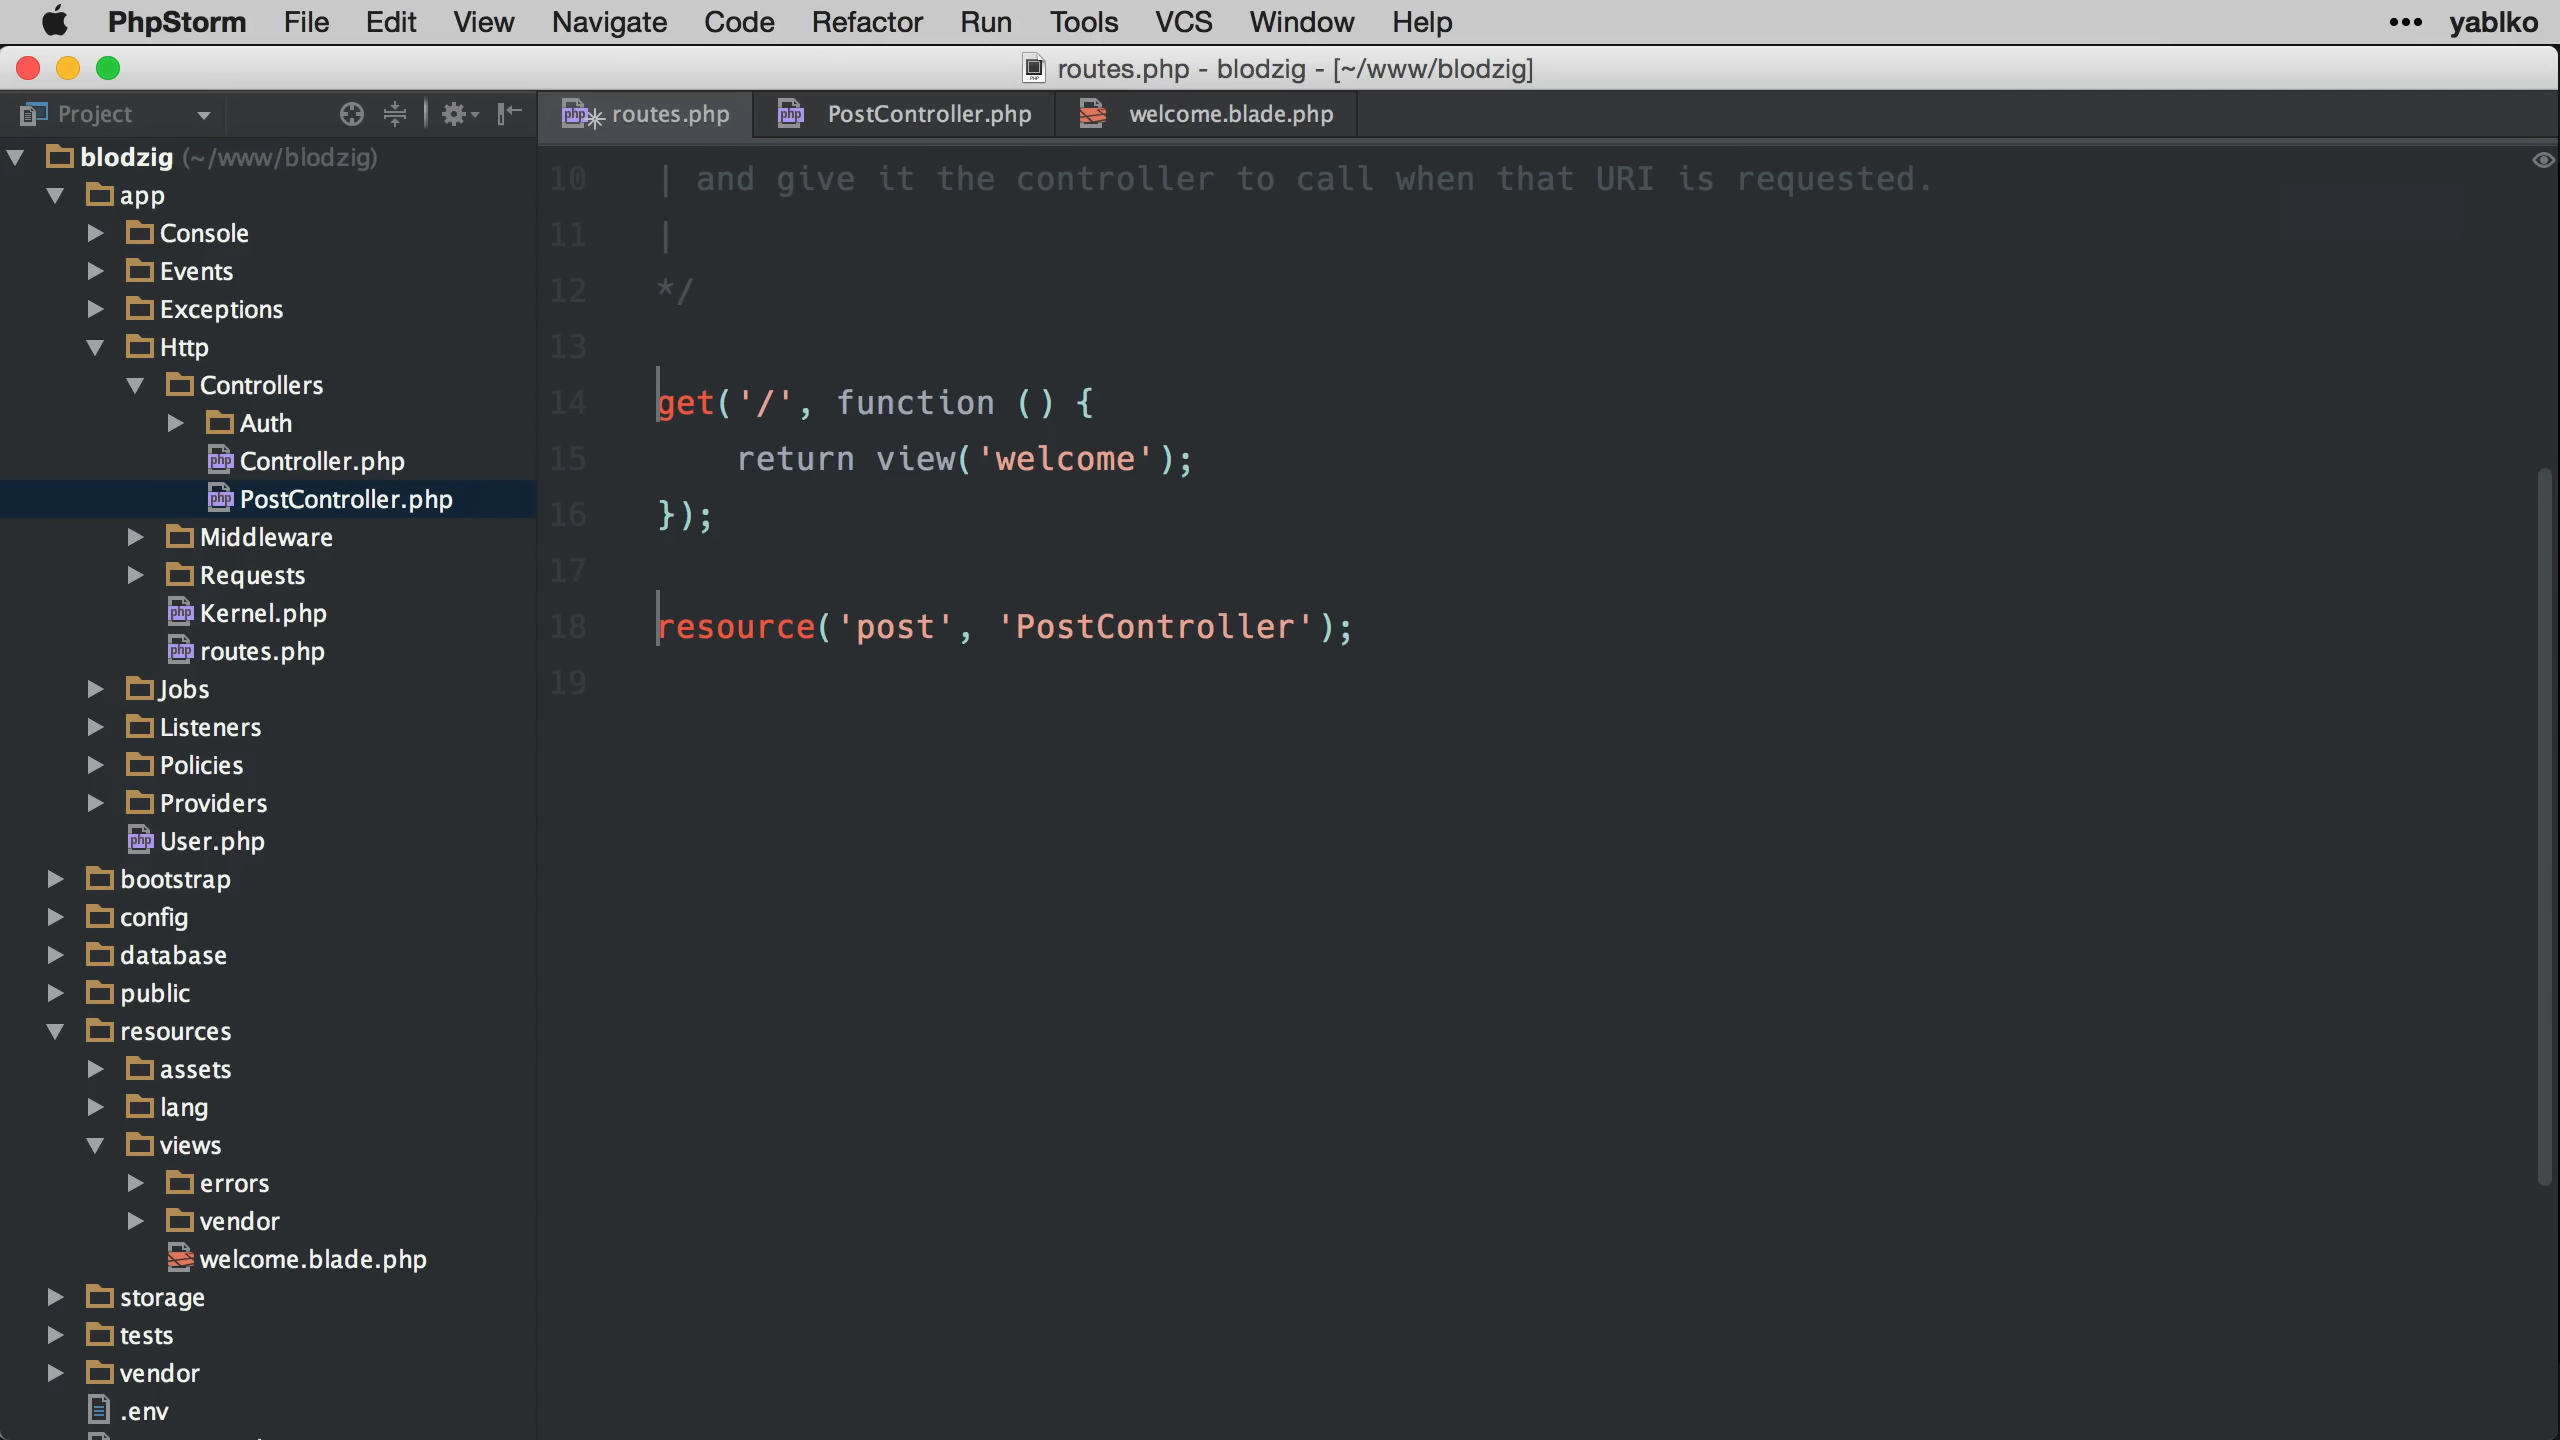 PhpStorm File Edit View Navigate Code Refactor Run Tools VCS Window Help ••• yablko
routes.php - blodzig - [~/www/blodzig]
Project
routes.php PostController.php welcome.blade.php
blodzig (~/www/blodzig)
app
Console
Events
Exceptions
Http
Controllers
Auth
Controller.php
PostController.php
Middleware
Requests
Kernel.php
routes.php
Jobs
Listeners
Policies
Providers
User.php
bootstrap
config
database
public
resources
assets
lang
views
errors
vendor
welcome.blade.php
storage
tests
vendor
.env
10 | and give it the controller to call when that URI is requested.
11 |
12 */
13
14 get('/', function () {
15 return view('welcome');
16 });
17
18 resource('post', 'PostController');
19